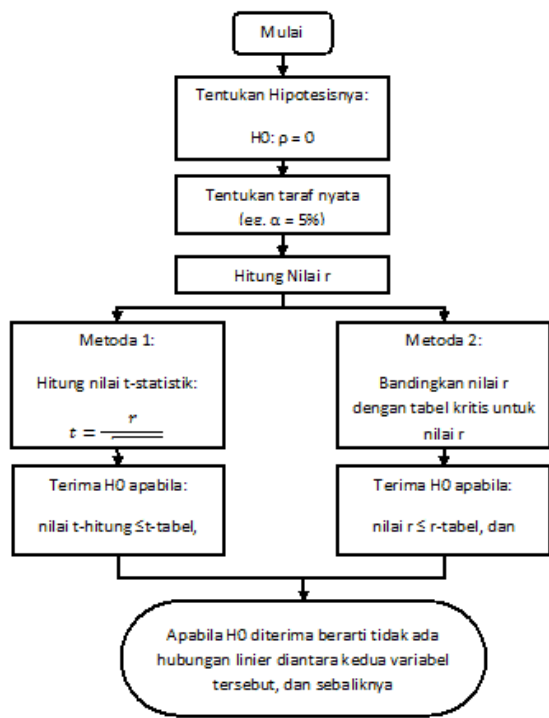 Mulai
Tentukan Hipotesisnya:
H0: ρ = 0
Tentukan taraf nyata
(eg. α = 5%)
Hitung Nilai r
Metoda 1:
Hitung nilai t-statistik:
t = r
Terima H0 apabila:
nilai t-hitung ≤t-tabel,
Metoda 2:
Bandingkan nilai r
dengan tabel kritis untuk
nilai r
Terima H0 apabila:
nilai r ≤ r-tabel, dan
Apabila H0 diterima berarti tidak ada
hubungan linier diantara kedua variabel
tersebut, dan sebaliknya